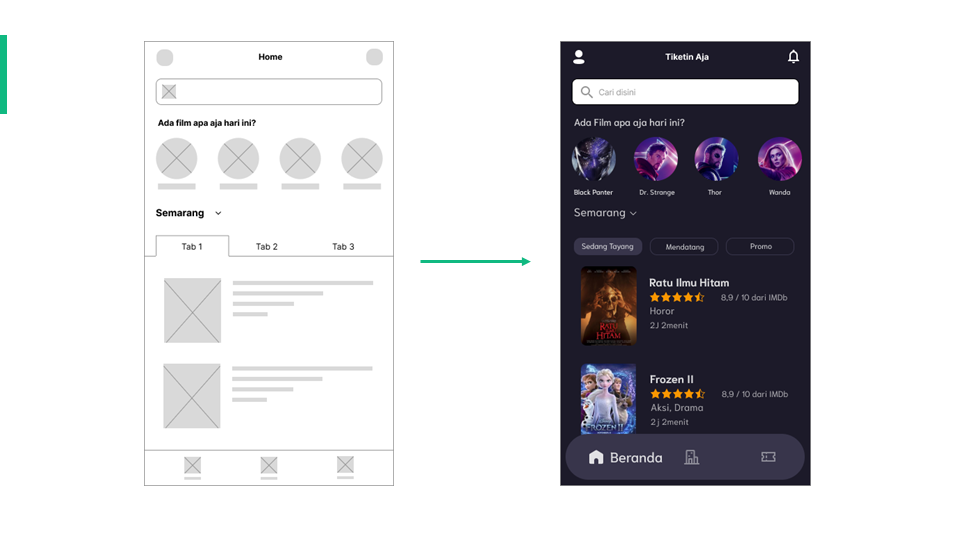 Home
Ada film apa aja hari ini?
Semarang
Tab 1 Tab 2 Tab 3
Tiketin Aja
Cari disini
Ada Film apa aja hari ini?
Black Panter Dr. Strange Thor Wanda
Semarang
Sedang Tayang Mendatang Promo
RATU
ILMU
HITAM
Ratu Ilmu Hitam
8,9 / 10 dari IMDb
Horor
2J 2menit
FROZEN II
Frozen II
8,9 / 10 dari IMDb
Aksi, Drama
2j 2menit
Beranda